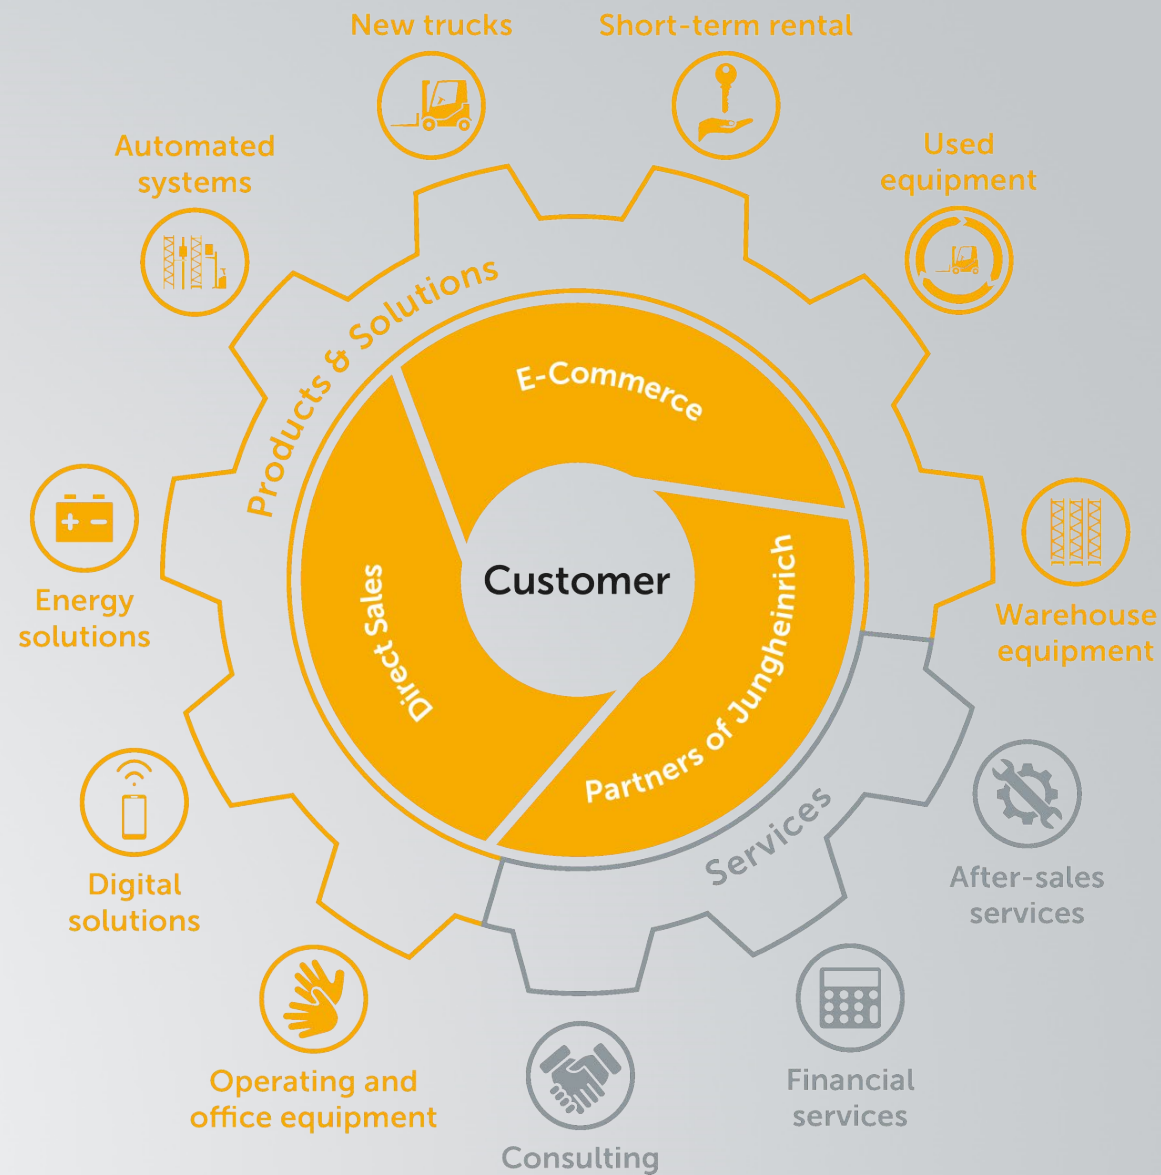 New trucks
Short-term rental
Automated
systems
Used
equipment
Products & Solutions
E-Commerce
Energy
solutions
Customer
Direct Sales
Partners of Jungheinrich
Warehouse
equipment
Services
Digital
solutions
After-sales
services
Operating and
office equipment
Financial
services
Consulting